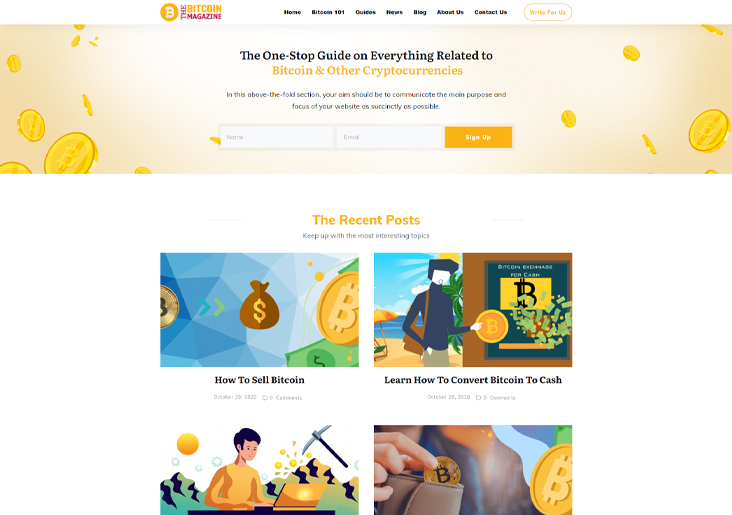 THE BITCOIN
MAGAZINE
Home Bitcoin 101 Guides News Blog About Us Contact Us Write For Us
The One-Stop Guide on Everything Related to
Bitcoin & Other Cryptocurrencies
In this above-the-fold section, your aim should be to communicate the main purpose and
focus of your website as succinctly as possible.
Name Email Sign Up
The Recent Posts
Keep up with the most interesting topics
BITCOIN EXCHNAGE
FOR CASH
How To Sell Bitcoin Learn How To Convert Bitcoin To Cash
October 29, 2020 0 Comments October 28, 2020 0 Comments